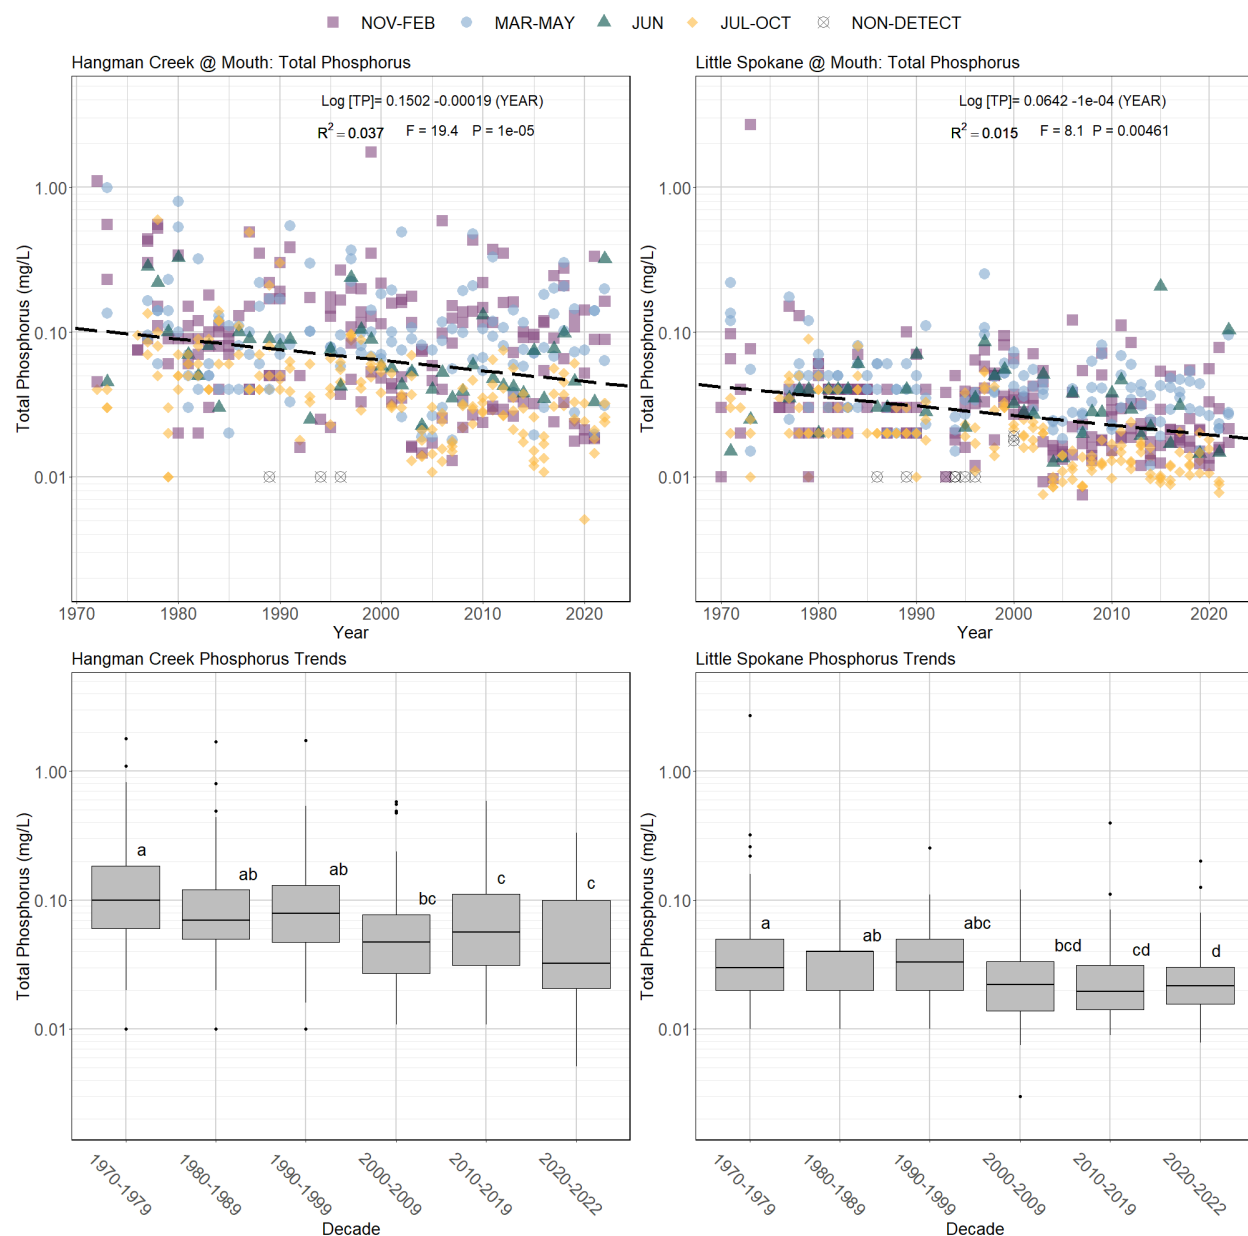 NOV-FEB MAR-MAY JUN JUL-OCT NON-DETECT
Hangman Creek @ Mouth: Total Phosphorus
Log [TP]= 0.1502 -0.00019 (YEAR)
R² = 0.037 F = 19.4 P = 1e-05
Total Phosphorus (mg/L)
1.00
0.10
0.01
1970 1980 1990 2000 2010 2020
Year
Little Spokane @ Mouth: Total Phosphorus
Log [TP]= 0.0642 -1e-04 (YEAR)
R² = 0.015 F = 8.1 P = 0.00461
Total Phosphorus (mg/L)
1.00
0.10
0.01
1970 1980 1990 2000 2010 2020
Year
Hangman Creek Phosphorus Trends
Total Phosphorus (mg/L)
1.00
0.10
0.01
a ab ab bc c c
1970-1979 1980-1989 1990-1999 2000-2009 2010-2019 2020-2022
Decade
Little Spokane Phosphorus Trends
Total Phosphorus (mg/L)
1.00
0.10
0.01
a ab abc bcd cd d
1970-1979 1980-1989 1990-1999 2000-2009 2010-2019 2020-2022
Decade